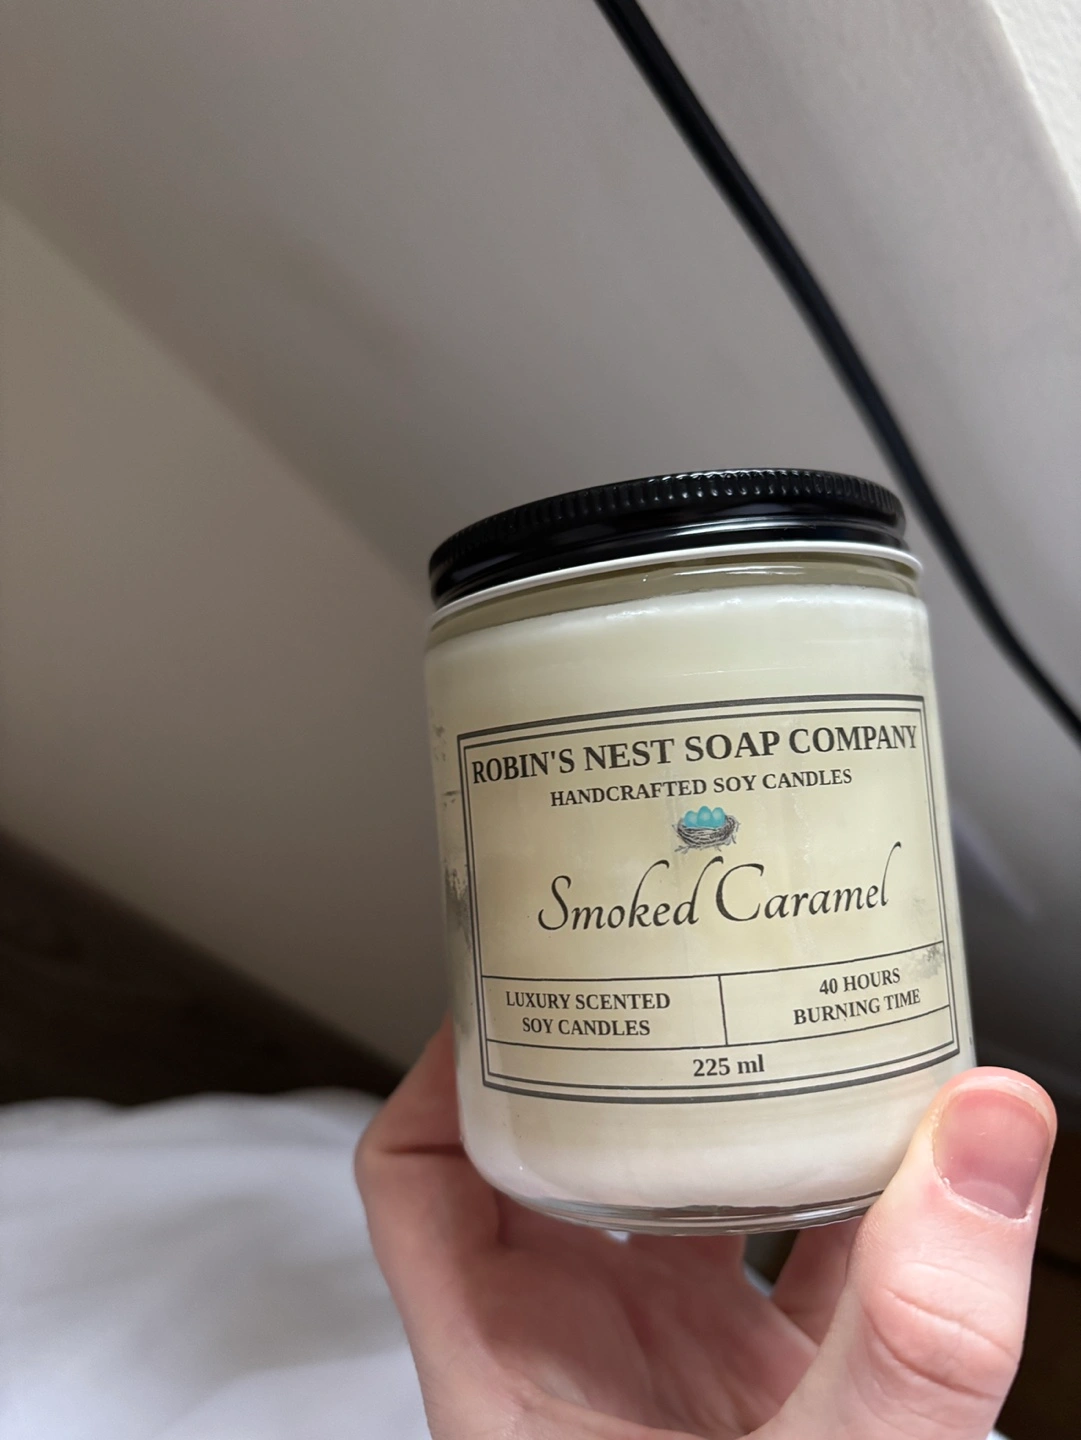 ROBIN'S NEST SOAP COMPANY
HANDCRAFTED SOY CANDLES
Smoked Caramel
LUXURY SCENTED
SOY CANDLES
40 HOURS
BURNING TIME
225 ml